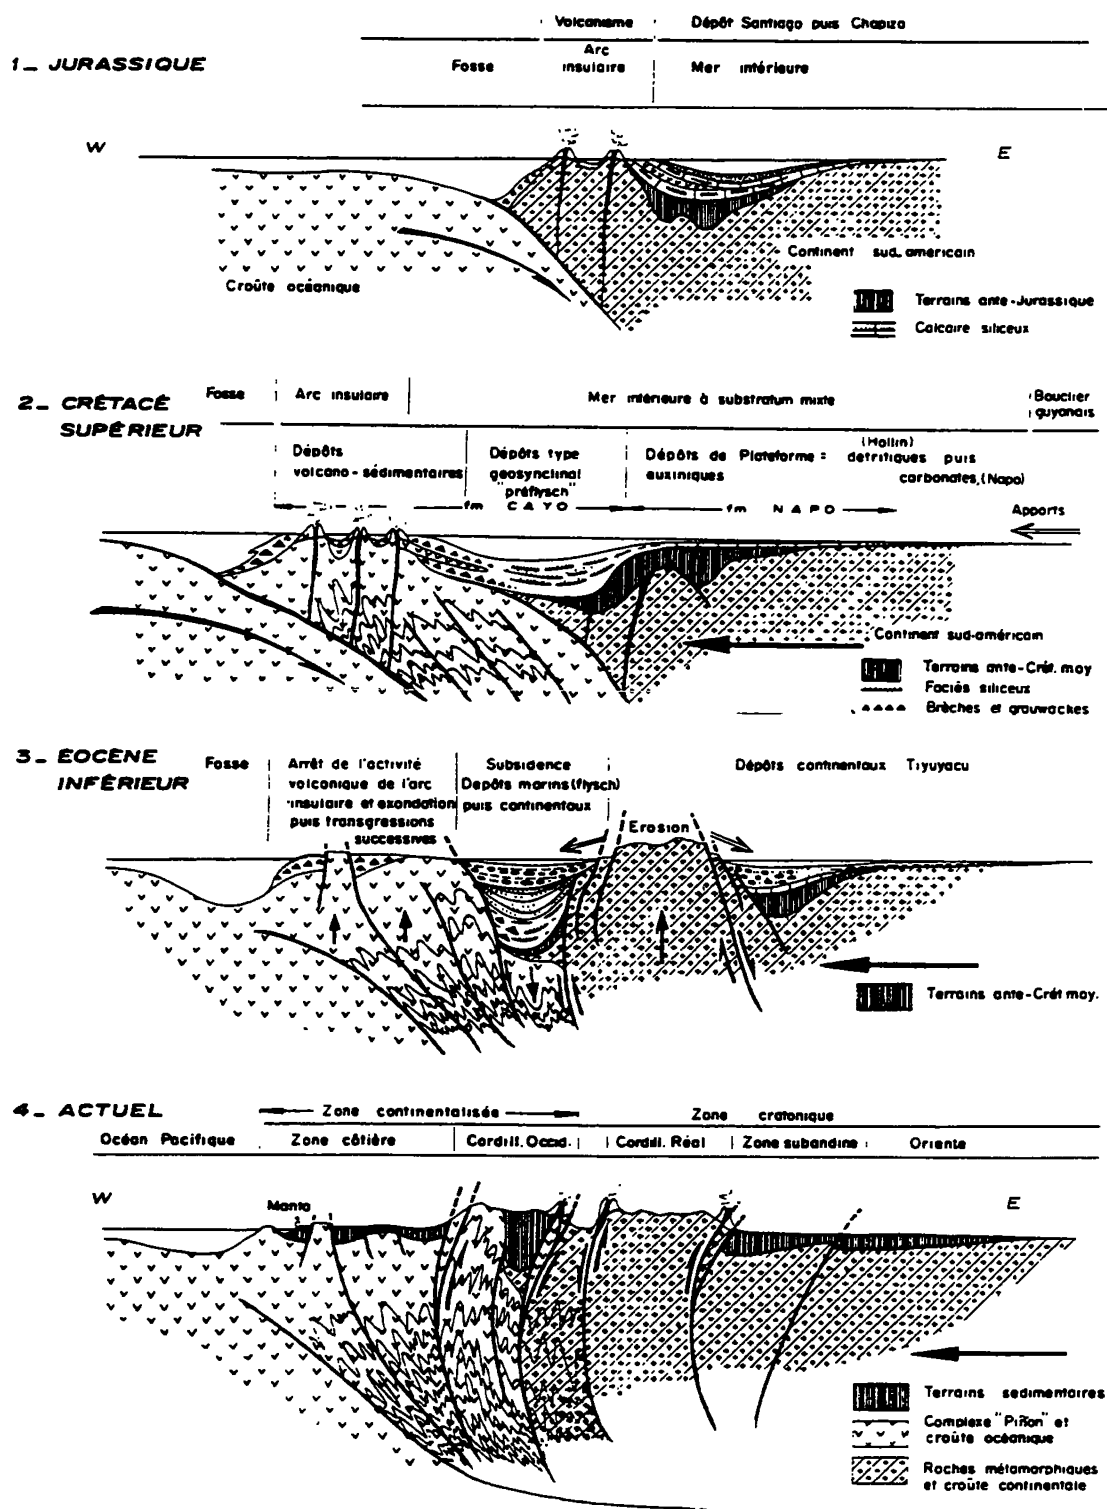 Volcanisme Dépôt Santiago puis Chapiza
1_ JURASSIQUE
Fosse Arc insulaire Mer intérieure
W E
Croûte océanique
Continent sud-américain
Terrains ante-Jurassique
Calcaire siliceux
2_ CRÉTACÉ SUPÉRIEUR
Fosse Arc insulaire Mer intérieure à substratum mixte Bouclier guyanais
Dépôts volcano-sédimentaires
Dépôts type geosynclinal "préflysch"
Dépôts de Plateforme = (Hollin) detritiques puis
euxiniques carbonates, (Napo)
fm CAYO fm NAPO
Apports
Continent sud-américain
Terrains ante-Crét. moy
Faciès siliceux
Brèches et grauwackes
3_ EOCÈNE INFÉRIEUR
Fosse
Arrêt de l'activité
volcanique de l'arc
insulaire et exondation
puis transgressions
successives
Subsidence
Depôts marins (flysch)
puis continentaux
Dépôts continentaux Tiyuyacu
Erosion
Terrains ante-Crét moy.
4_ ACTUEL
Zone continentalisée Zone cratonique
Océan Pacifique Zone côtière Cordill. Occid. Cordill. Réal Zone subandine Oriente
W E
Manta
Terrains sedimentaires
Complexe "Piñon" et
croûte océanique
Roches métamorphiques
et croûte continentale